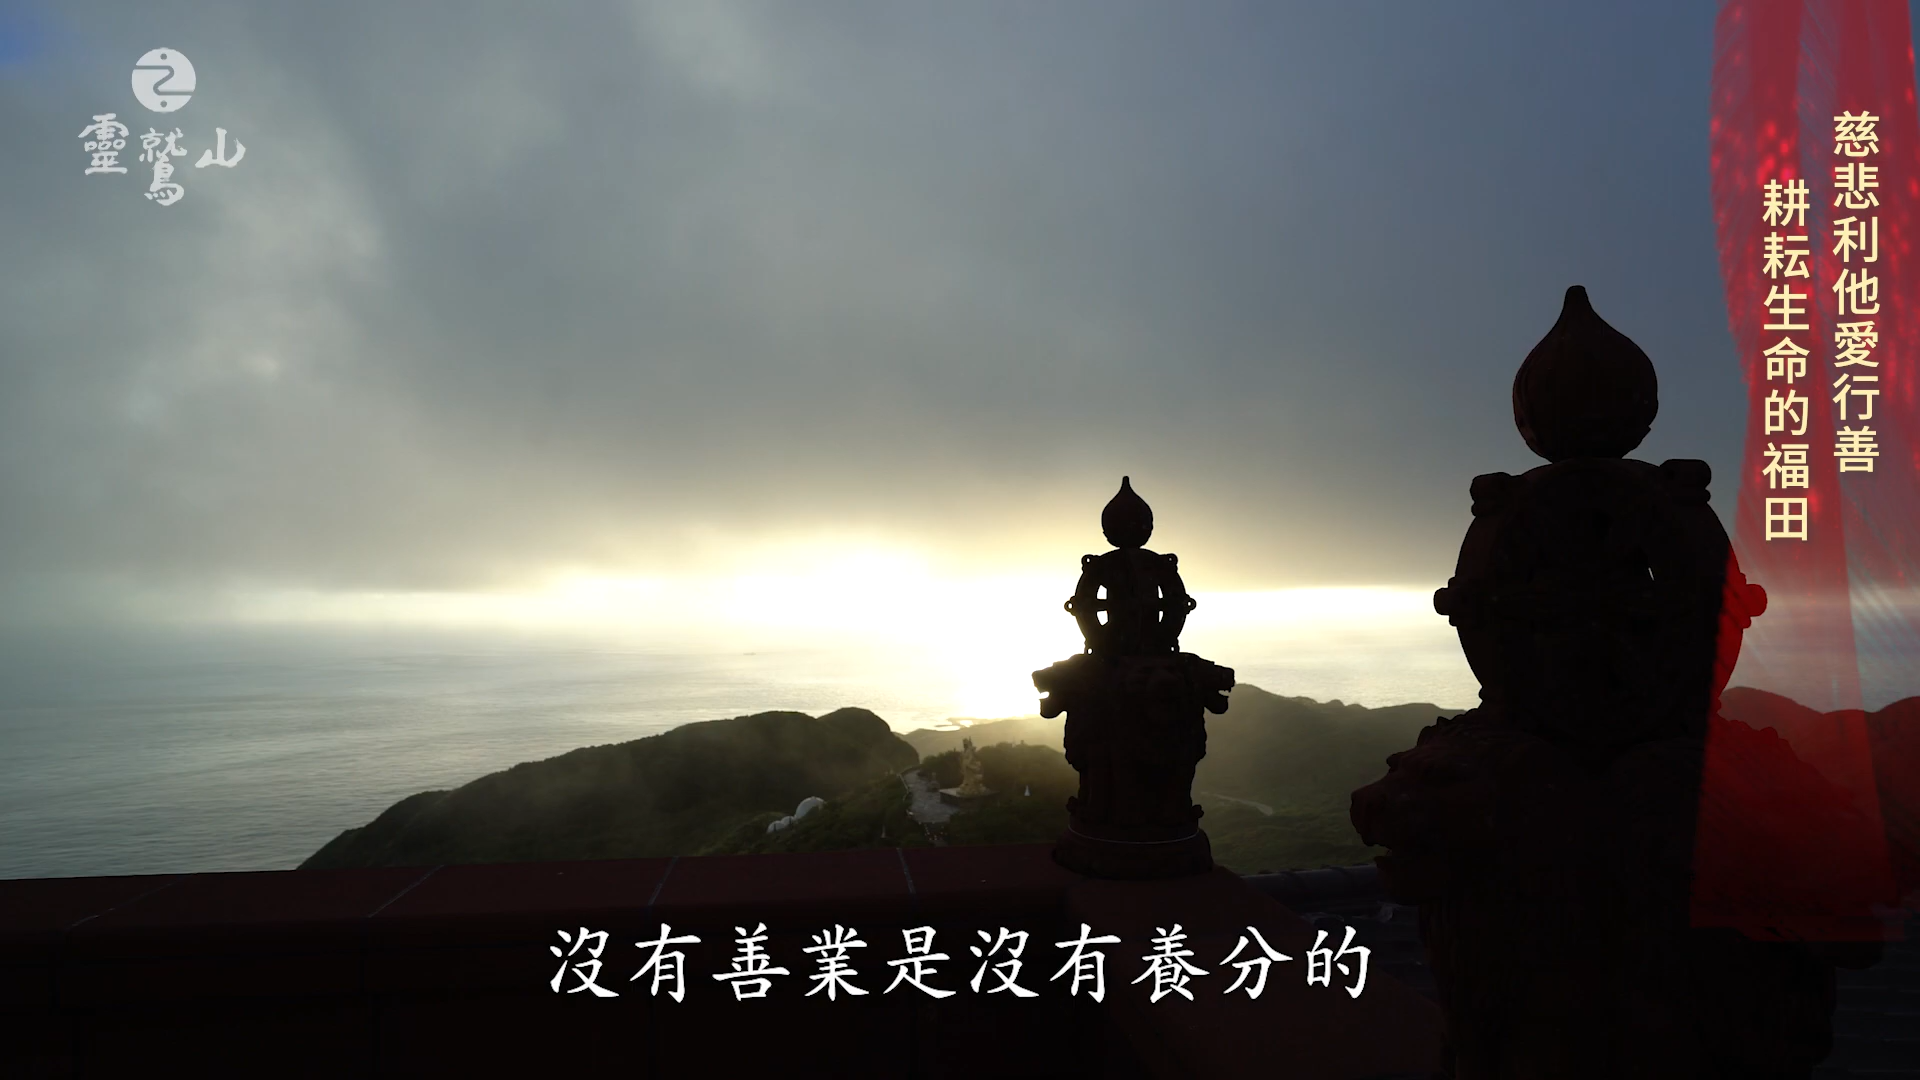 靈鷲山
慈悲利他愛行善
耕耘生命的福田
沒有善業是沒有養分的